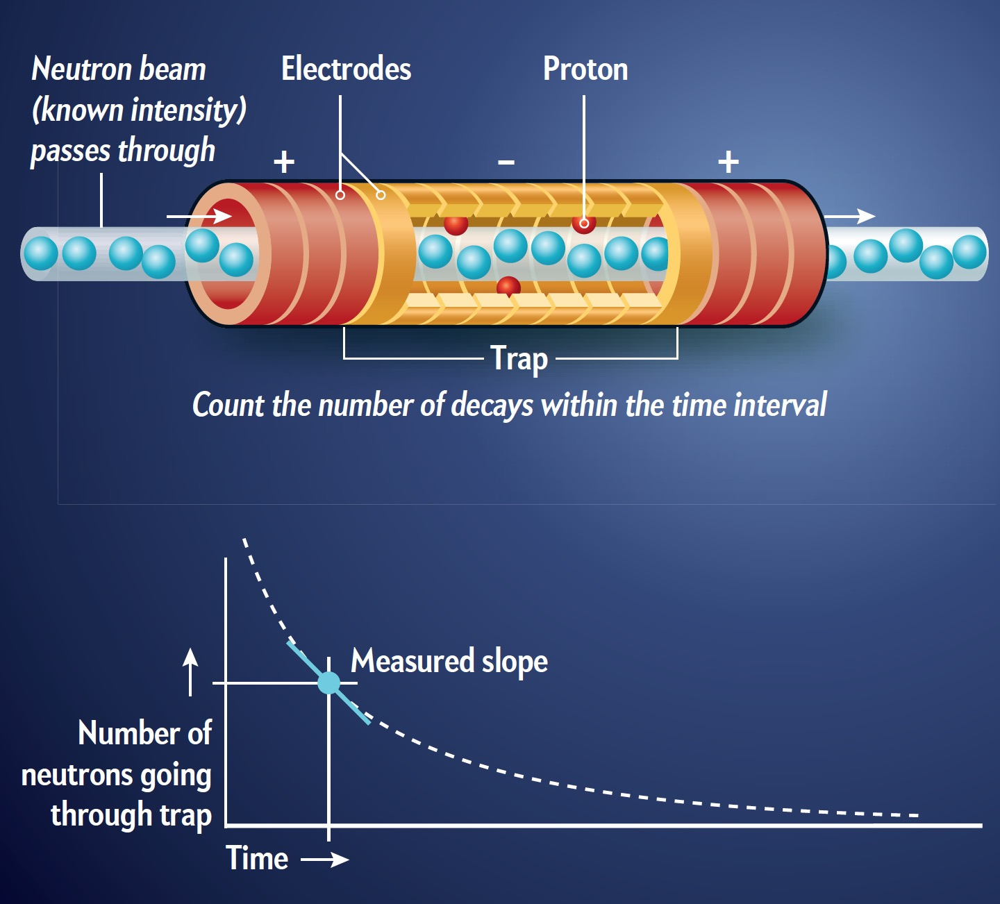 Neutron beam
(known intensity)
passes through
Electrodes
Proton
+
–
+
Trap
Count the number of decays within the time interval
Measured slope
Number of
neutrons going
through trap
Time